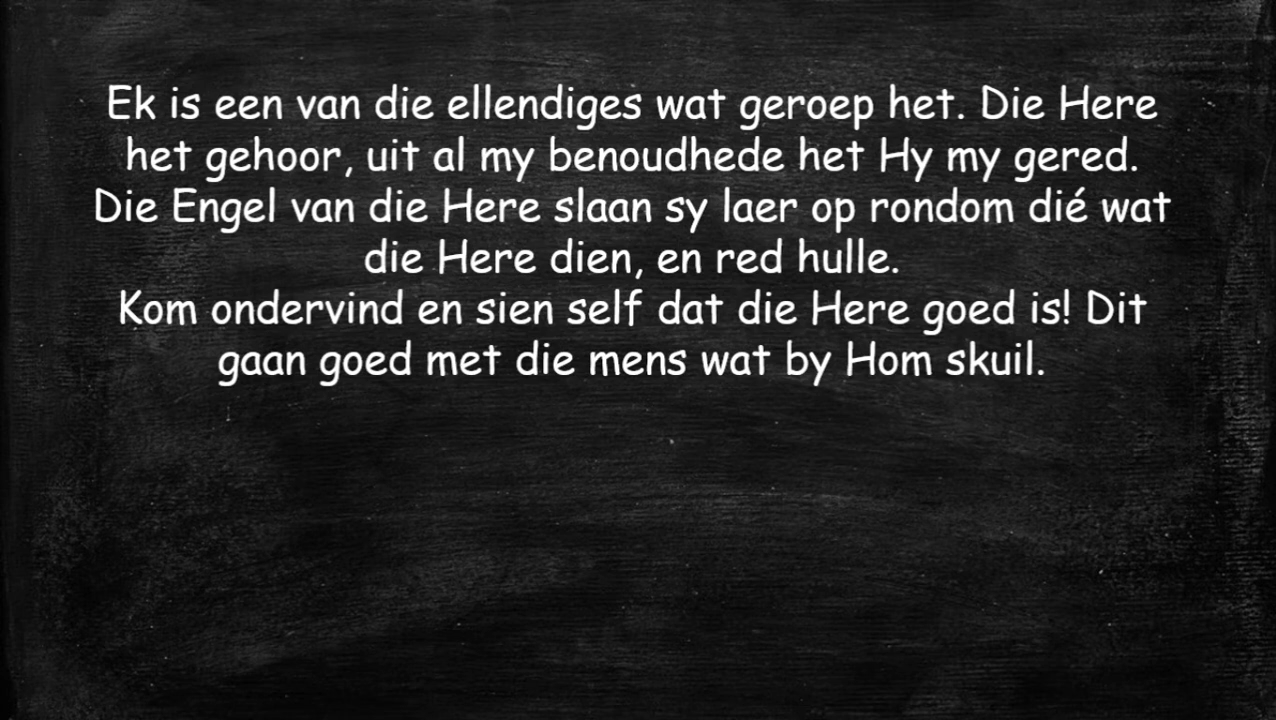 Ek is een van die ellendiges wat geroep het. Die Here
het gehoor, uit al my benoudhede het Hy my gered.
Die Engel van die Here slaan sy laer op rondom dié wat
die Here dien, en red hulle.
Kom ondervind en sien self dat die Here goed is! Dit
gaan goed met die mens wat by Hom skuil.